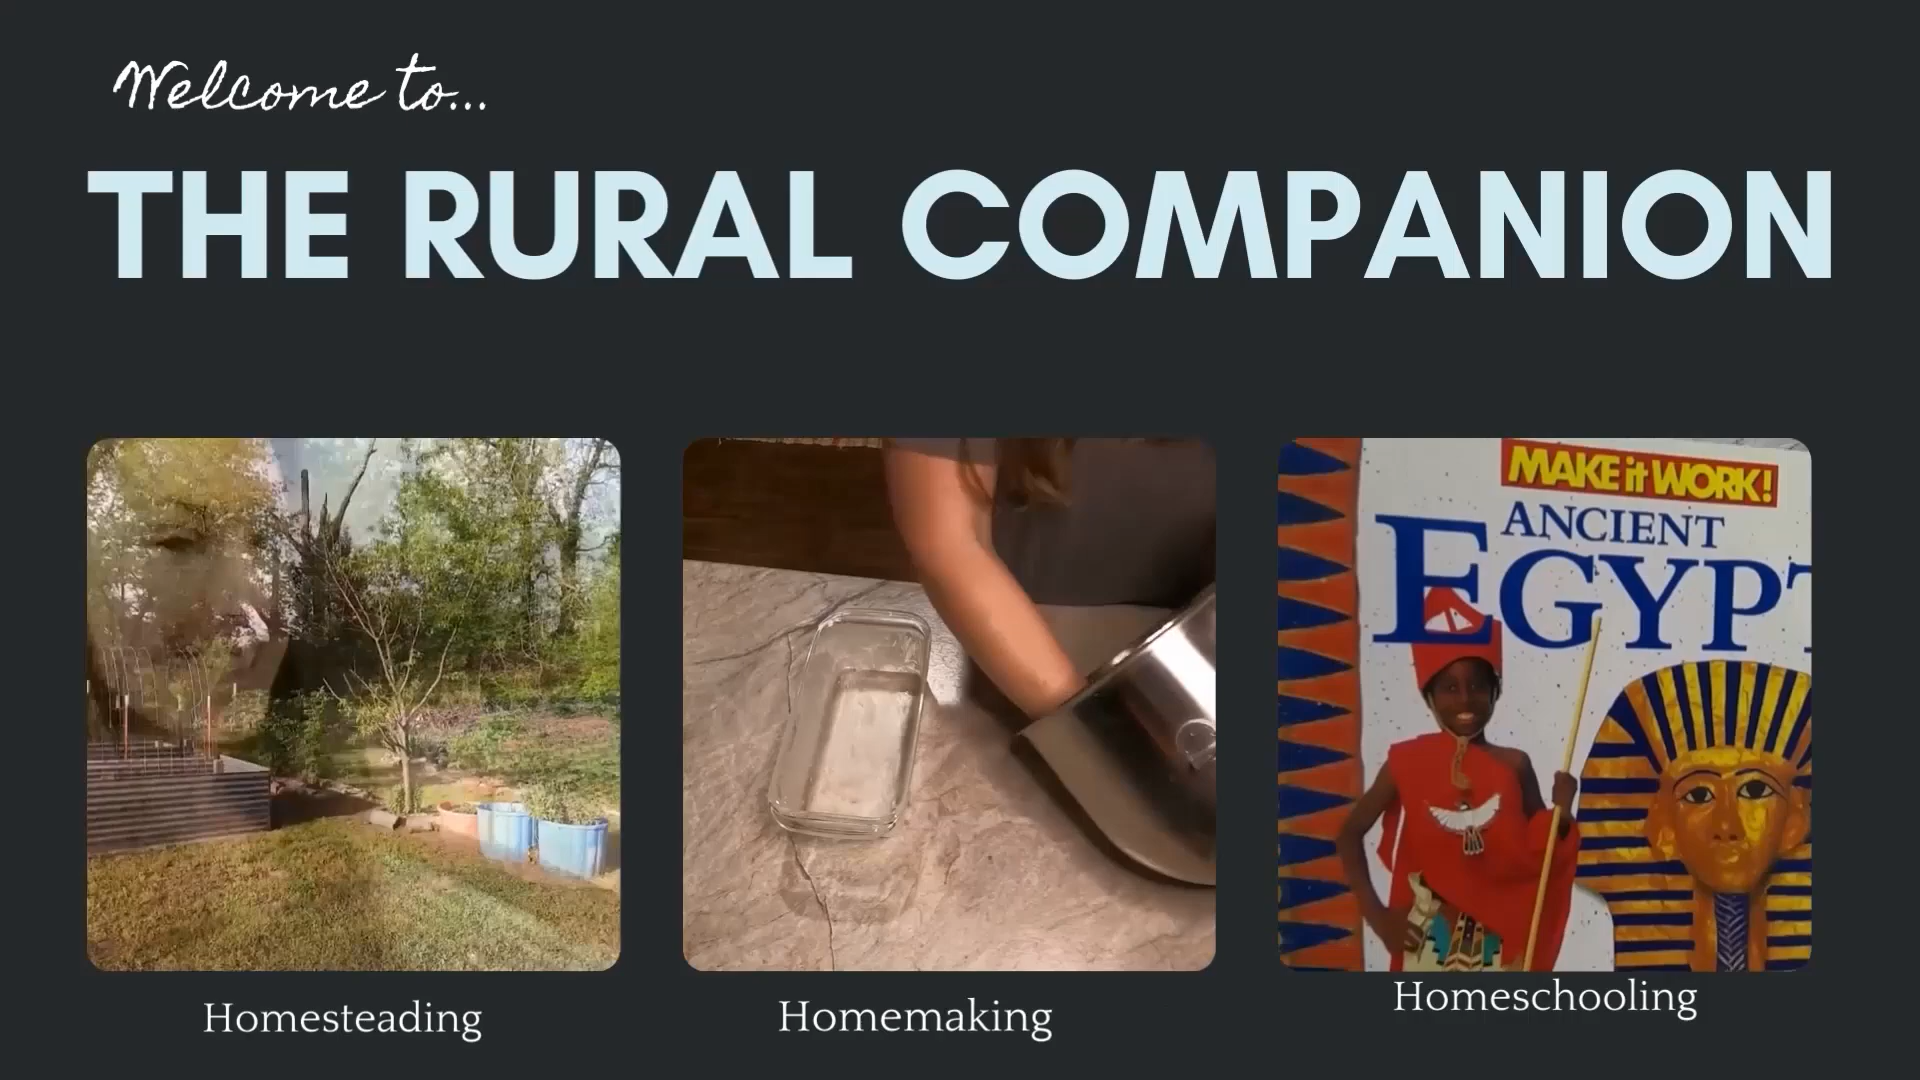 Welcome to...
THE RURAL COMPANION
MAKE it WORK!
ANCIENT
EGYPT
Homesteading
Homemaking
Homeschooling